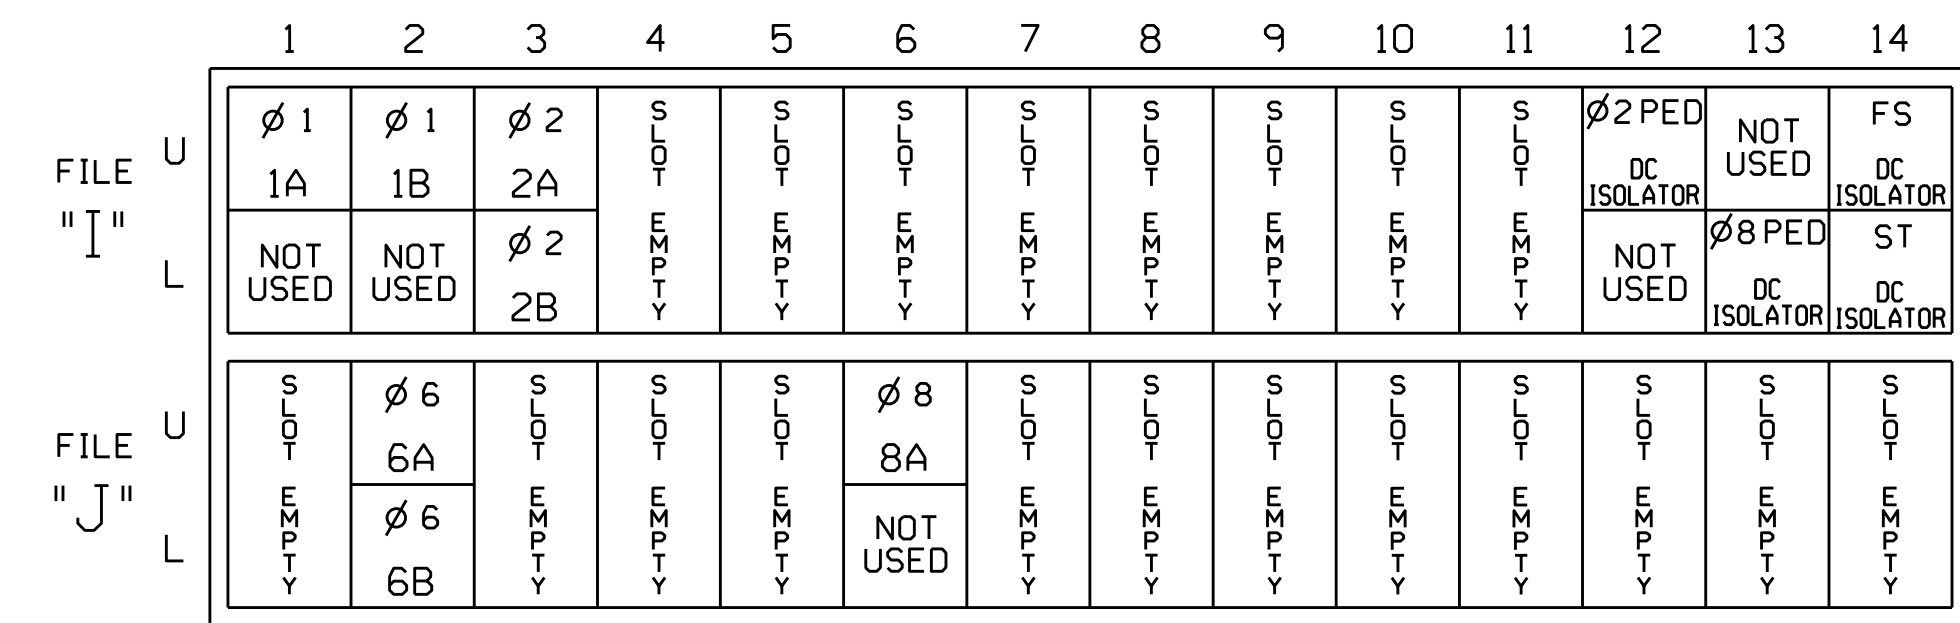 1 2 3 4 5 6 7 8 9 10 11 12 13 14
FILE "I"
U
Ø 1 1A
Ø 1 1B
Ø 2 2A
SLOT EMPTY
SLOT EMPTY
SLOT EMPTY
SLOT EMPTY
SLOT EMPTY
SLOT EMPTY
SLOT EMPTY
SLOT EMPTY
Ø2 PED DC ISOLATOR
NOT USED
FS DC ISOLATOR
L
NOT USED
NOT USED
Ø 2 2B
NOT USED
Ø8 PED DC ISOLATOR
ST DC ISOLATOR
FILE "J"
U
SLOT EMPTY
Ø 6 6A
SLOT EMPTY
SLOT EMPTY
SLOT EMPTY
Ø 8 8A
SLOT EMPTY
SLOT EMPTY
SLOT EMPTY
SLOT EMPTY
SLOT EMPTY
SLOT EMPTY
SLOT EMPTY
SLOT EMPTY
L
Ø 6 6B
NOT USED